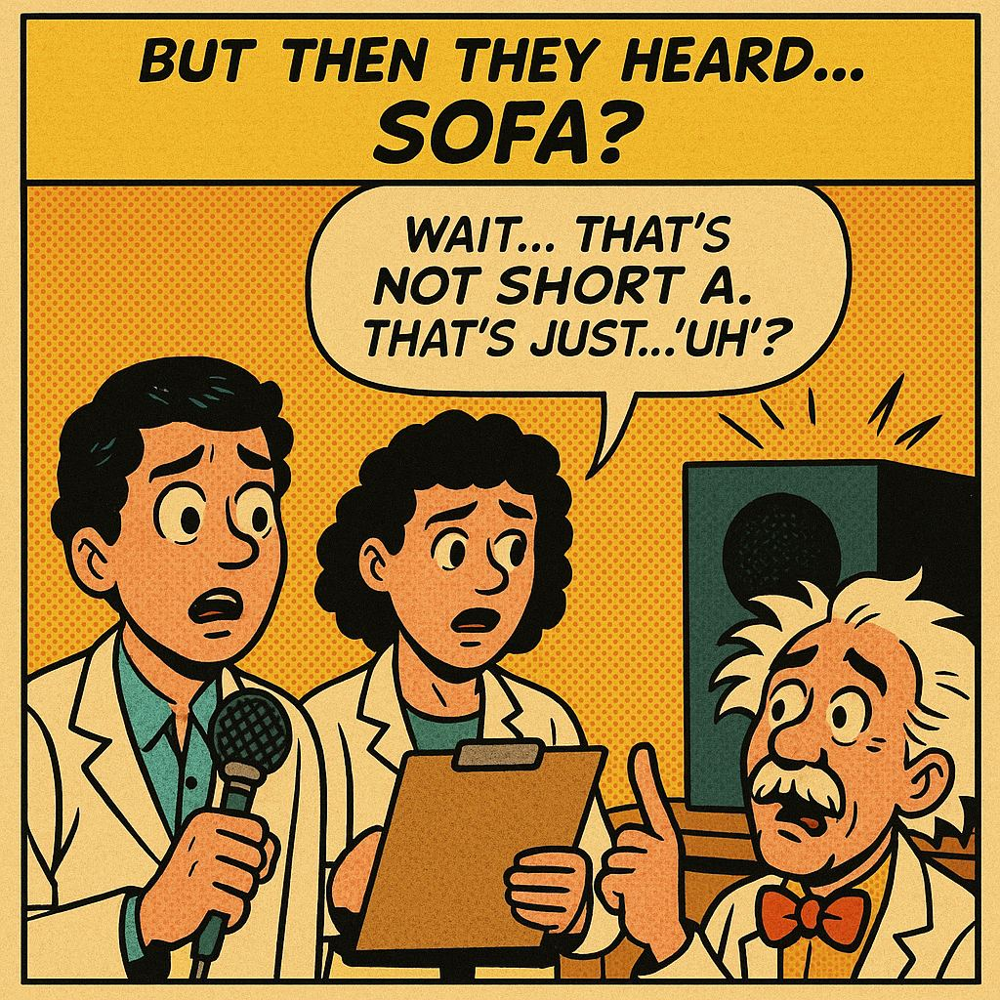 BUT THEN THEY HEARD...
SOFA?
WAIT... THAT'S
NOT SHORT A.
THAT'S JUST...'UH'?